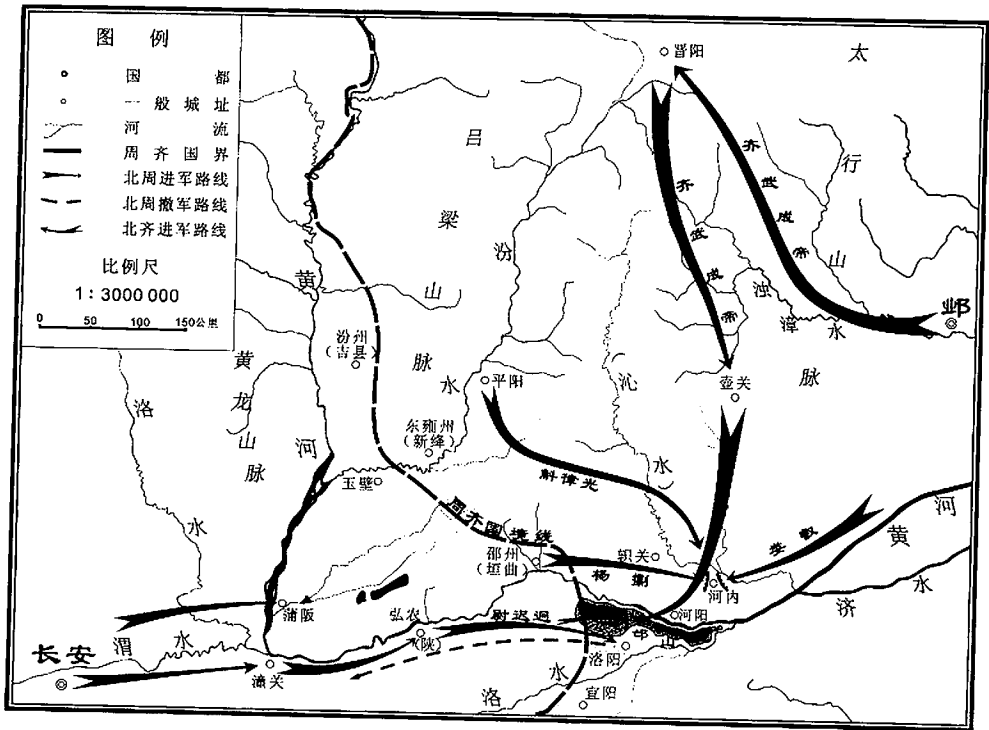 图 例
国 都
一般城址
河 流
周齐国界
北周进军路线
北周撤军路线
北齐进军路线
比例尺
1：3000 000
0 50 100 150公里
晋阳
太
行
山
脉
吕
梁
山
脉
汾
水
齐武成帝
齐武成帝
浊
漳
水
邺
黄
河
汾州
（吉县）
黄
龙
山
脉
洛
水
平阳
沁
水
壶关
东雍州
（新绛）
玉壁
斛律光
周齐国境线
邵州
（垣曲）
轵关
杨
河内
娄叡
黄
河
济
水
蒲阪
弘农
（陕）
尉迟迥
河阳
邙
山
洛阳
洛
水
宜阳
长安
渭
水
潼关